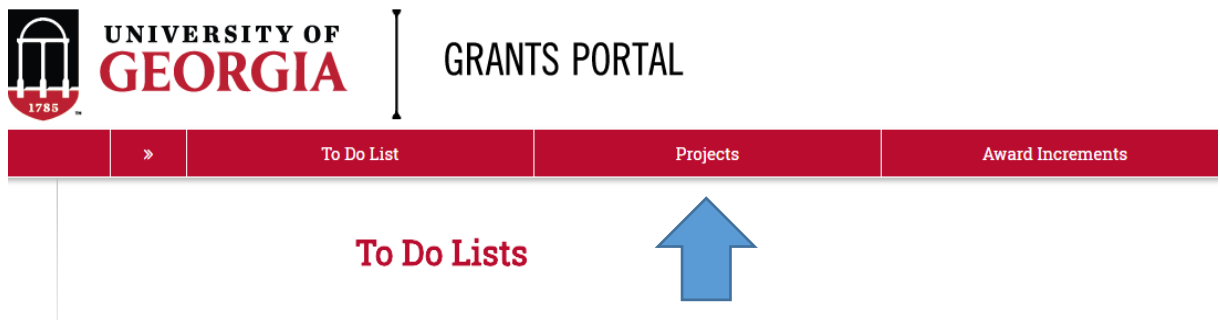 UNIVERSITY OF
GEORGIA
1785
GRANTS PORTAL
» To Do List Projects Award Increments
To Do Lists